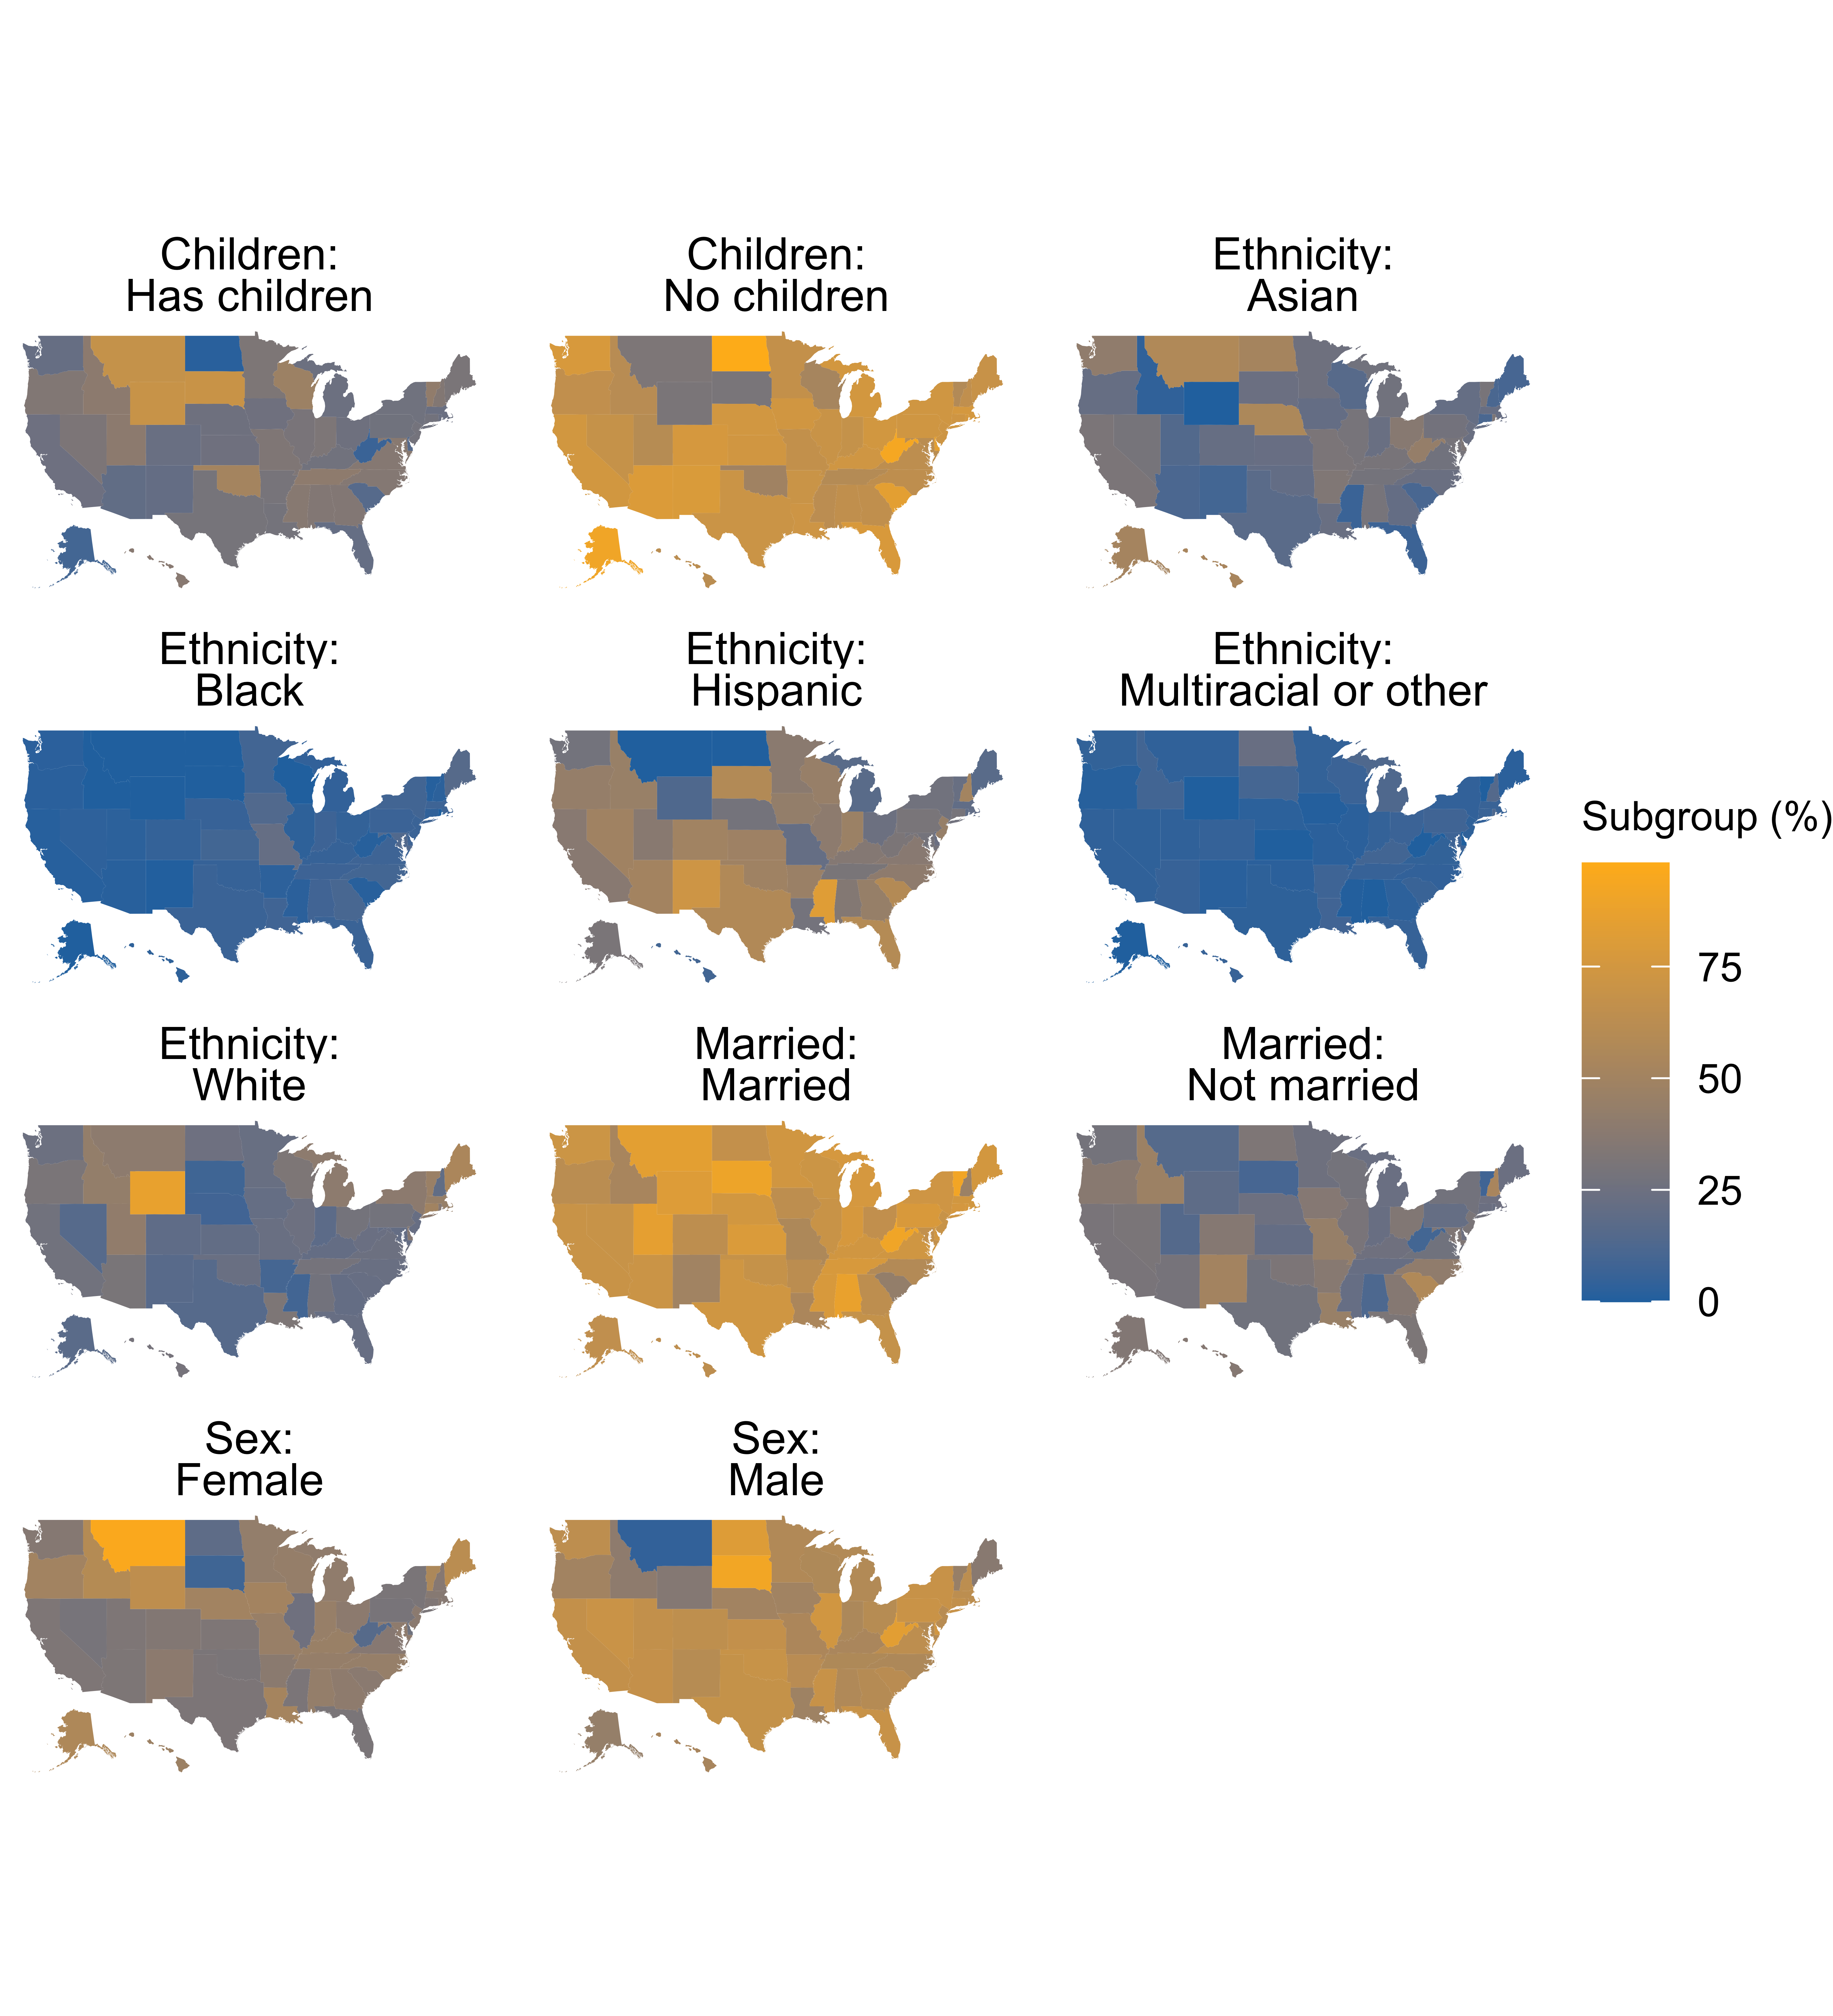 Children:
Has children
Children:
No children
Ethnicity:
Asian
Ethnicity:
Black
Ethnicity:
Hispanic
Ethnicity:
Multiracial or other
Ethnicity:
White
Married:
Married
Married:
Not married
Sex:
Female
Sex:
Male
Subgroup (%)
75
50
25
0